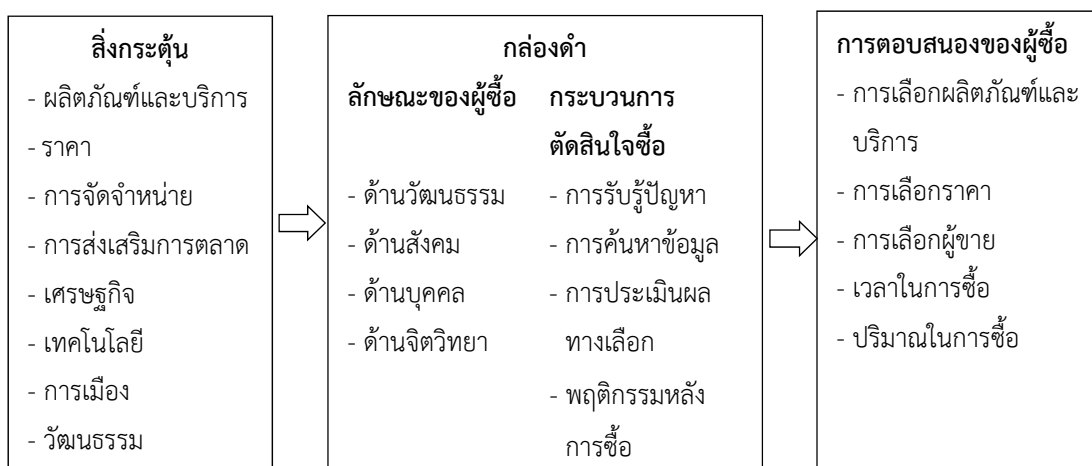 สิ่งกระตุ้น
- ผลิตภัณฑ์และบริการ
- ราคา
- การจัดจำหน่าย
- การส่งเสริมการตลาด
- เศรษฐกิจ
- เทคโนโลยี
- การเมือง
- วัฒนธรรม
กล่องดำ
ลักษณะของผู้ซื้อ
- ด้านวัฒนธรรม
- ด้านสังคม
- ด้านบุคคล
- ด้านจิตวิทยา
กระบวนการ
ตัดสินใจซื้อ
- การรับรู้ปัญหา
- การค้นหาข้อมูล
- การประเมินผล
ทางเลือก
- พฤติกรรมหลัง
การซื้อ
การตอบสนองของผู้ซื้อ
- การเลือกผลิตภัณฑ์และ
บริการ
- การเลือกราคา
- การเลือกผู้ขาย
- เวลาในการซื้อ
- ปริมาณในการซื้อ